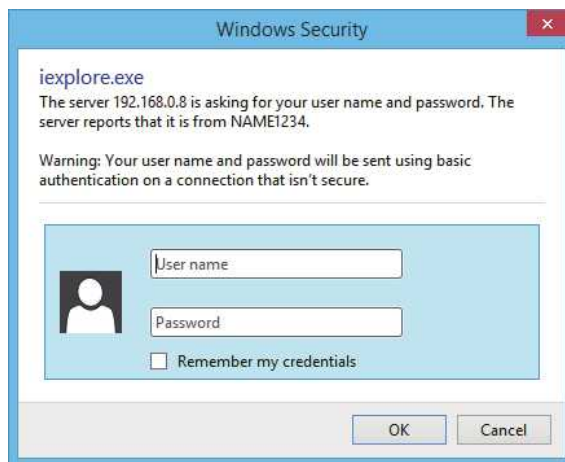 Windows Security
iexplore.exe
The server 192.168.0.8 is asking for your user name and password. The
server reports that it is from NAME1234.
Warning: Your user name and password will be sent using basic
authentication on a connection that isn't secure.
User name
Password
Remember my credentials
OK
Cancel